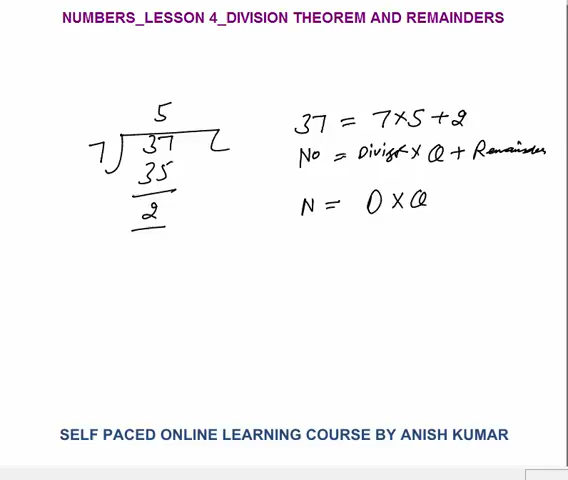 NUMBERS_LESSON 4_DIVISION THEOREM AND REMAINDERS
5
7 37
35
2
37 = 7 × 5 + 2
No = Divisor × Q + Remainder
N = D × Q
SELF PACED ONLINE LEARNING COURSE BY ANISH KUMAR